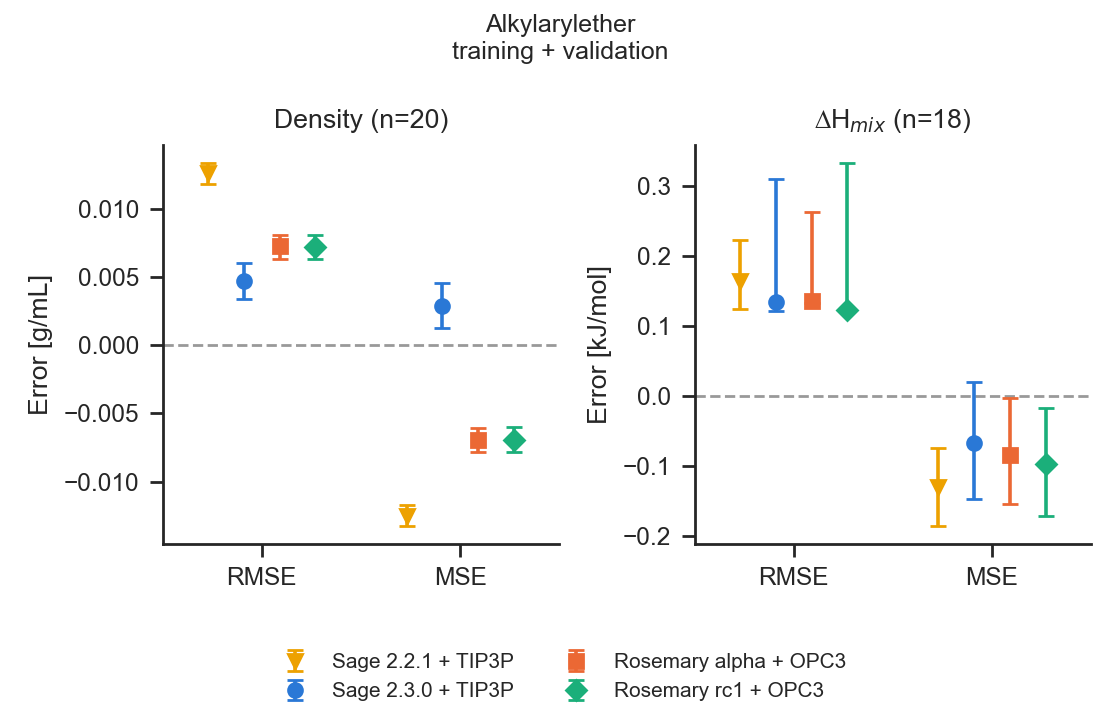 Alkylarylether
training + validation
Density (n=20)
ΔH_mix (n=18)
Error [g/mL]
0.010
0.005
0.000
−0.005
−0.010
RMSE
MSE
Error [kJ/mol]
0.3
0.2
0.1
0.0
−0.1
−0.2
RMSE
MSE
Sage 2.2.1 + TIP3P
Sage 2.3.0 + TIP3P
Rosemary alpha + OPC3
Rosemary rc1 + OPC3